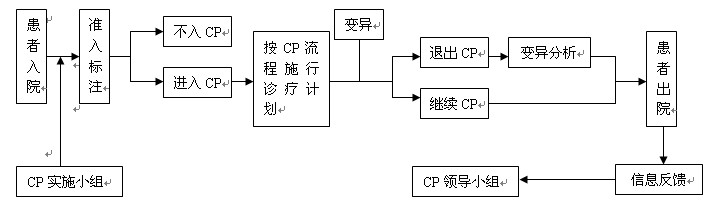 患者入院
准入标注
不入 CP
进入 CP
按 CP 流
程施行
诊疗计
划
变异
退出 CP
变异分析
继续 CP
患者出院
CP 实施小组
CP 领导小组
信息反馈